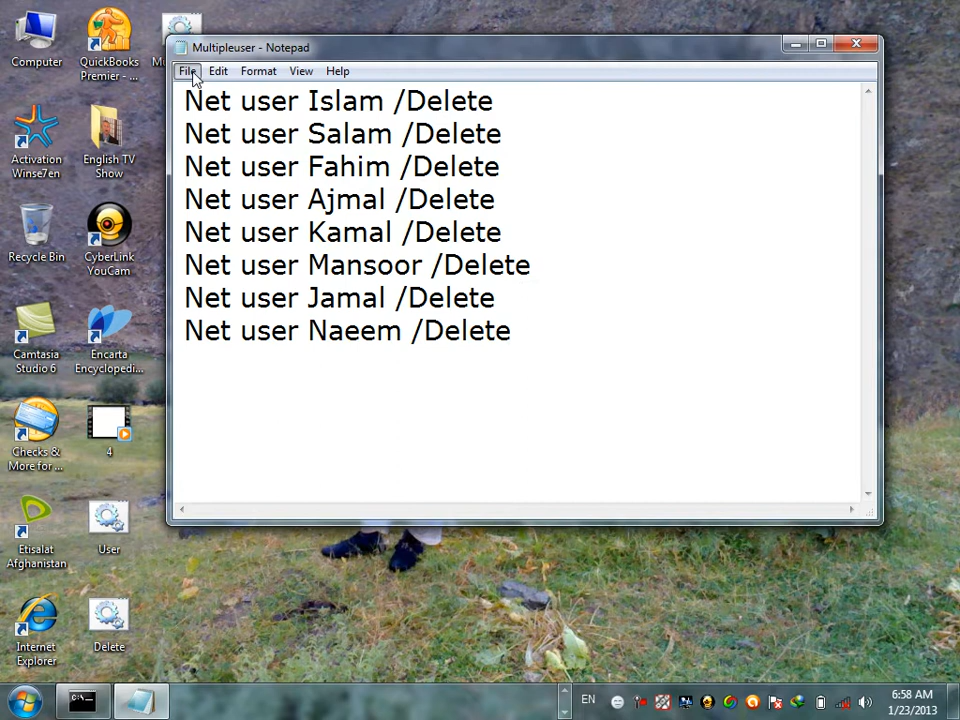 Multipleuser - Notepad
File Edit Format View Help
Net user Islam /Delete
Net user Salam /Delete
Net user Fahim /Delete
Net user Ajmal /Delete
Net user Kamal /Delete
Net user Mansoor /Delete
Net user Jamal /Delete
Net user Naeem /Delete
Computer
QuickBooks
Premier - ...
Activation
Winse7en
English TV
Show
Recycle Bin
CyberLink
YouCam
Camtasia
Studio 6
Encarta
Encyclopedi...
Checks &
More for ...
4
Etisalat
Afghanistan
User
Internet
Explorer
Delete
C:\
EN
6:58 AM
1/23/2013